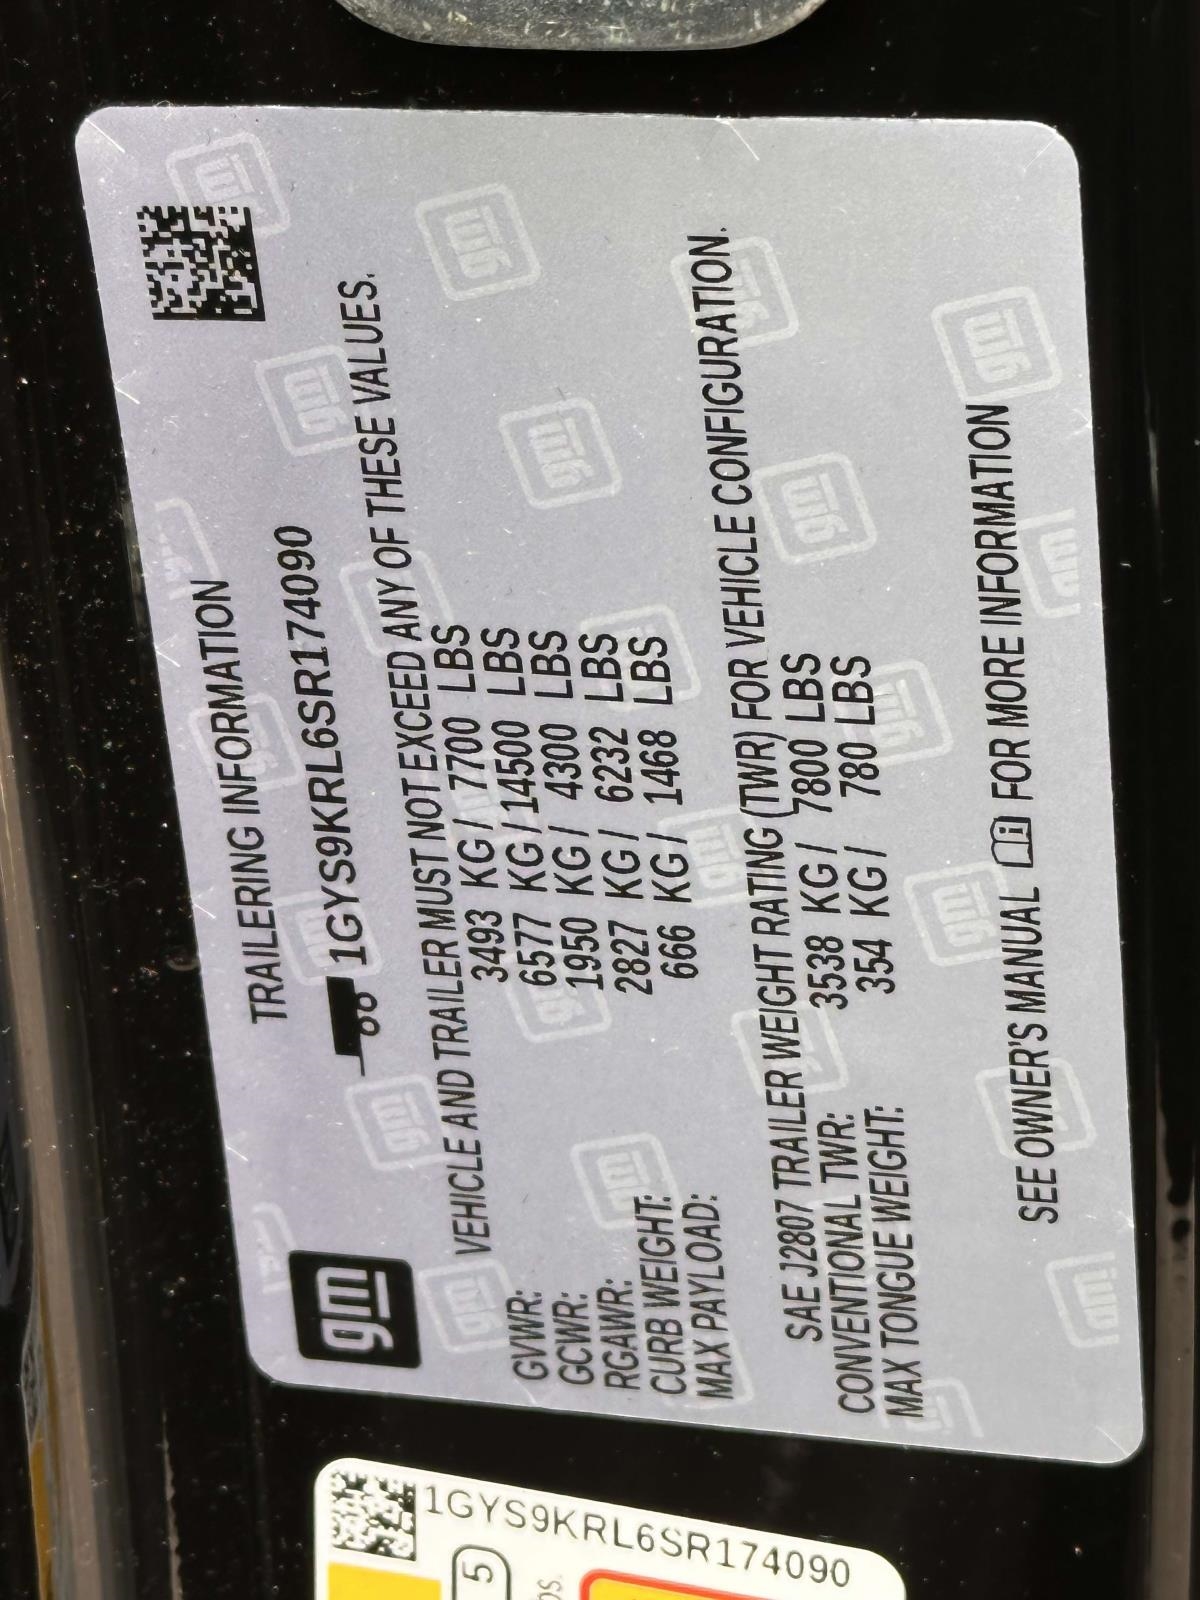 gm
TRAILERING INFORMATION
1GYS9KRL6SR174090
VEHICLE AND TRAILER MUST NOT EXCEED ANY OF THESE VALUES.
GVWR: 3493 KG / 7700 LBS
GCWR: 6577 KG / 14500 LBS
RGAWR: 1950 KG / 4300 LBS
CURB WEIGHT: 2827 KG / 6232 LBS
MAX PAYLOAD: 666 KG / 1468 LBS
SAE J2807 TRAILER WEIGHT RATING (TWR) FOR VEHICLE CONFIGURATION.
CONVENTIONAL TWR: 3538 KG / 7800 LBS
MAX TONGUE WEIGHT: 354 KG / 780 LBS
SEE OWNER'S MANUAL FOR MORE INFORMATION
1GYS9KRL6SR174090
5